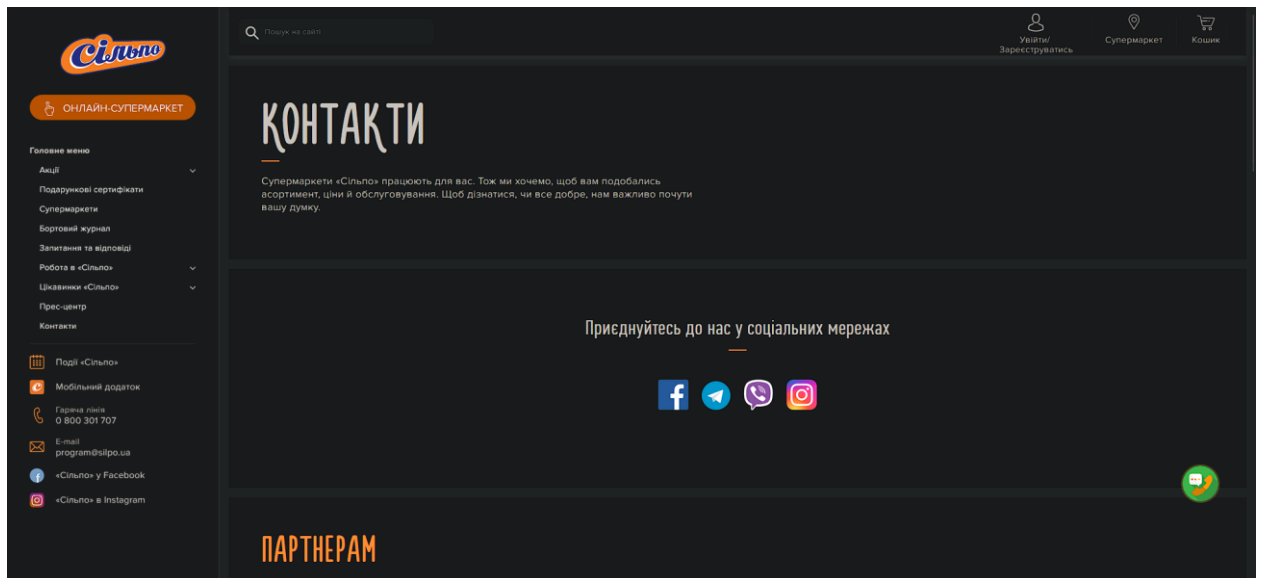 Сільпо
ОНЛАЙН-СУПЕРМАРКЕТ
Головне меню
Акції
Подарункові сертифікати
Супермаркети
Бортовий журнал
Запитання та відповіді
Робота в «Сільпо»
Цікавинки «Сільпо»
Прес-центр
Контакти
Події «Сільпо»
Мобільний додаток
Гаряча лінія
0 800 301 707
E-mail
program@silpo.ua
«Сільпо» у Facebook
«Сільпо» в Instagram
Пошук на сайті
Увійти/
Зареєструватись
Супермаркет
Кошик
КОНТАКТИ
Супермаркети «Сільпо» працюють для вас. Тож ми хочемо, щоб вам подобались
асортимент, ціни й обслуговування. Щоб дізнатися, чи все добре, нам важливо почути
вашу думку.
Приєднуйтесь до нас у соціальних мережах
ПАРТНЕРАМ